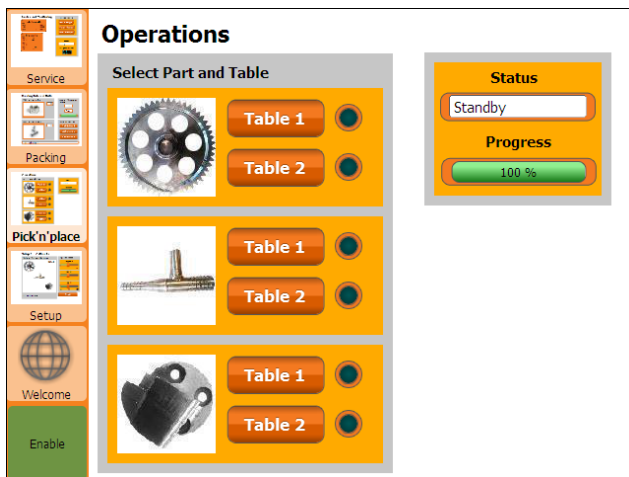 Service
Packing
Pick'n'place
Setup
Welcome
Enable
Operations
Select Part and Table
Table 1
Table 2
Table 1
Table 2
Table 1
Table 2
Status
Standby
Progress
100 %